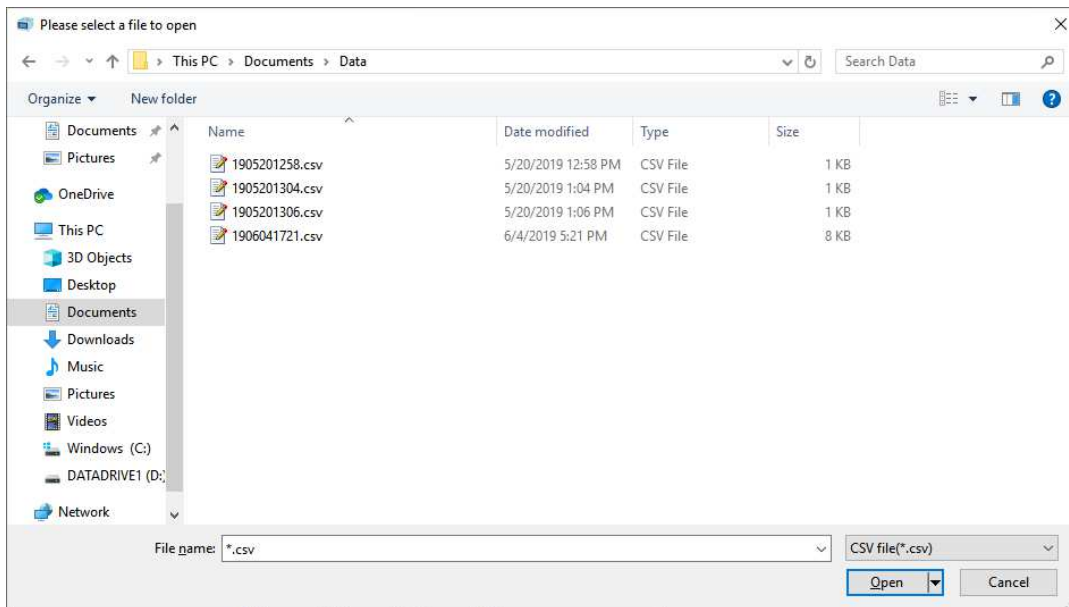 Please select a file to open
This PC > Documents > Data
Search Data
Organize
New folder
Documents
Pictures
OneDrive
This PC
3D Objects
Desktop
Documents
Downloads
Music
Pictures
Videos
Windows (C:)
DATADRIVE1 (D:)
Network
Name Date modified Type Size
1905201258.csv 5/20/2019 12:58 PM CSV File 1 KB
1905201304.csv 5/20/2019 1:04 PM CSV File 1 KB
1905201306.csv 5/20/2019 1:06 PM CSV File 1 KB
1906041721.csv 6/4/2019 5:21 PM CSV File 8 KB
File name: *.csv
CSV file(*.csv)
Open
Cancel